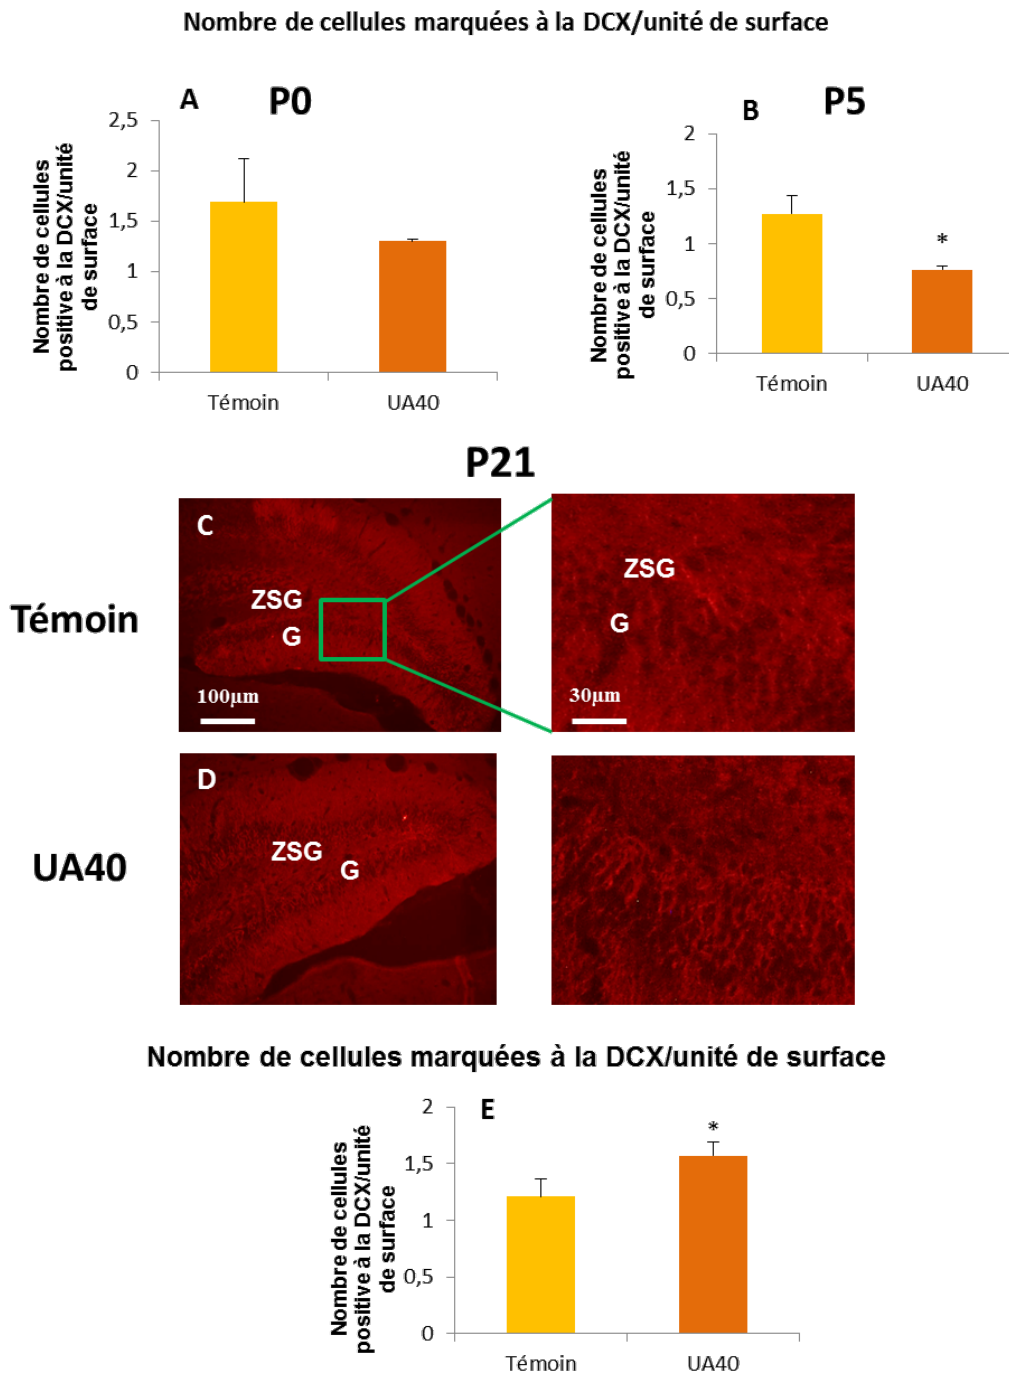 Nombre de cellules marquées à la DCX/unité de surface
A P0
Nombre de cellules
positive à la DCX/unité
de surface
2,5
2
1,5
1
0,5
0
Témoin UA40
B P5
Nombre de cellules
positive à la DCX/unité
de surface
2
1,5
1
0,5
0
*
Témoin UA40
P21
Témoin
C
ZSG
G
100µm
ZSG
G
30µm
UA40
D
ZSG
G
Nombre de cellules marquées à la DCX/unité de surface
E
Nombre de cellules
positive à la DCX/unité
de surface
2
1,5
1
0,5
0
*
Témoin UA40